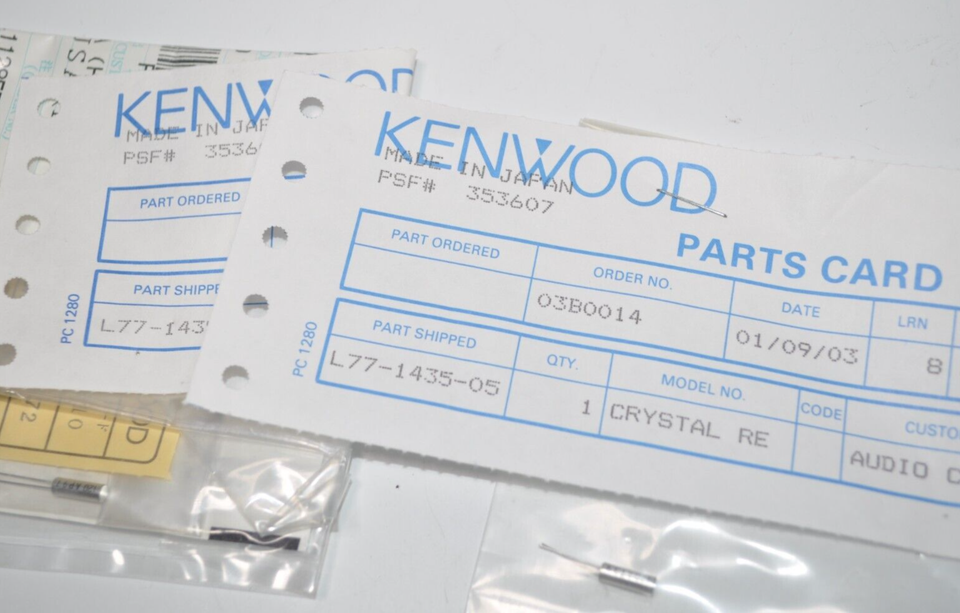 KENWOOD
MADE IN JAPAN
PSF# 353607
PARTS CARD
PART ORDERED
ORDER NO.
DATE
LRN
03B0014
01/09/03
8
PART SHIPPED
QTY.
MODEL NO.
CODE
CUSTO
L77-1435-05
1
CRYSTAL RE
AUDIO
PC 1280
KENWOOD
MADE IN JAP
PSF# 3536
PART ORDERED
PART SHIPP
L77-143
PC 1280